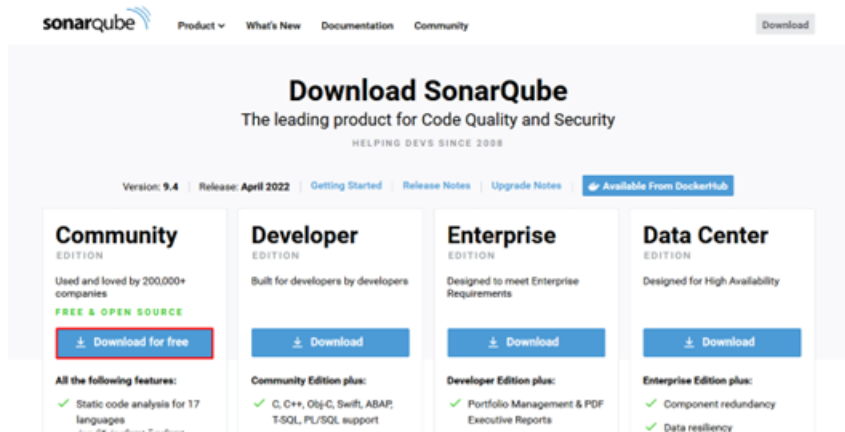 sonarqube
Product What's New Documentation Community Download
Download SonarQube
The leading product for Code Quality and Security
HELPING DEVS SINCE 2008
Version: 9.4 Release: April 2022 Getting Started Release Notes Upgrade Notes Available From DockerHub
Community
EDITION
Used and loved by 200,000+
companies
FREE & OPEN SOURCE
Download for free
All the following features:
Static code analysis for 17
languages
Developer
EDITION
Built for developers by developers
Download
Community Edition plus:
C, C++, Obj-C, Swift, ABAP,
T-SQL, PL/SQL support
Enterprise
EDITION
Designed to meet Enterprise
Requirements
Download
Developer Edition plus:
Portfolio Management & PDF
Executive Reports
Data Center
EDITION
Designed for High Availability
Download
Enterprise Edition plus:
Component redundancy
Data resiliency